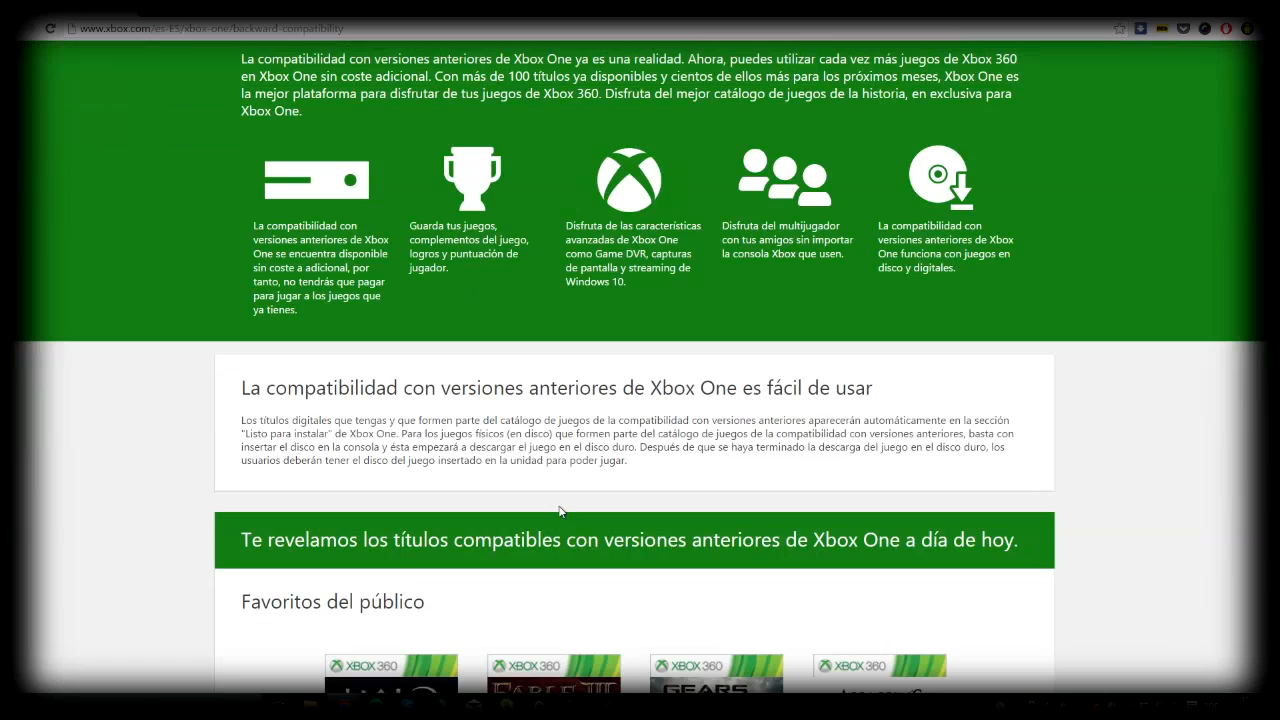 www.xbox.com/es-ES/xbox-one/backward-compatibility
La compatibilidad con versiones anteriores de Xbox One ya es una realidad. Ahora, puedes utilizar cada vez más juegos de Xbox 360
en Xbox One sin coste adicional. Con más de 100 títulos ya disponibles y cientos de ellos más para los próximos meses, Xbox One es
la mejor plataforma para disfrutar de tus juegos de Xbox 360. Disfruta del mejor catálogo de juegos de la historia, en exclusiva para
Xbox One.
La compatibilidad con
versiones anteriores de Xbox
One se encuentra disponible
sin coste a adicional, por
tanto, no tendrás que pagar
para jugar a los juegos que
ya tienes.
Guarda tus juegos,
complementos del juego,
logros y puntuación de
jugador.
Disfruta de las características
avanzadas de Xbox One
como Game DVR, capturas
de pantalla y streaming de
Windows 10.
Disfruta del multijugador
con tus amigos sin importar
la consola Xbox que usen.
La compatibilidad con
versiones anteriores de Xbox
One funciona con juegos en
disco y digitales.
La compatibilidad con versiones anteriores de Xbox One es fácil de usar
Los títulos digitales que tengas y que formen parte del catálogo de juegos de la compatibilidad con versiones anteriores aparecerán automáticamente en la sección
"Listo para instalar" de Xbox One. Para los juegos físicos (en disco) que formen parte del catálogo de juegos de la compatibilidad con versiones anteriores, basta con
insertar el disco en la consola y ésta empezará a descargar el juego en el disco duro. Después de que se haya terminado la descarga del juego en el disco duro, los
usuarios deberán tener el disco del juego insertado en la unidad para poder jugar.
Te revelamos los títulos compatibles con versiones anteriores de Xbox One a día de hoy.
Favoritos del público
XBOX 360
XBOX 360
XBOX 360
XBOX 360
HALO
FABLE III
GEARS